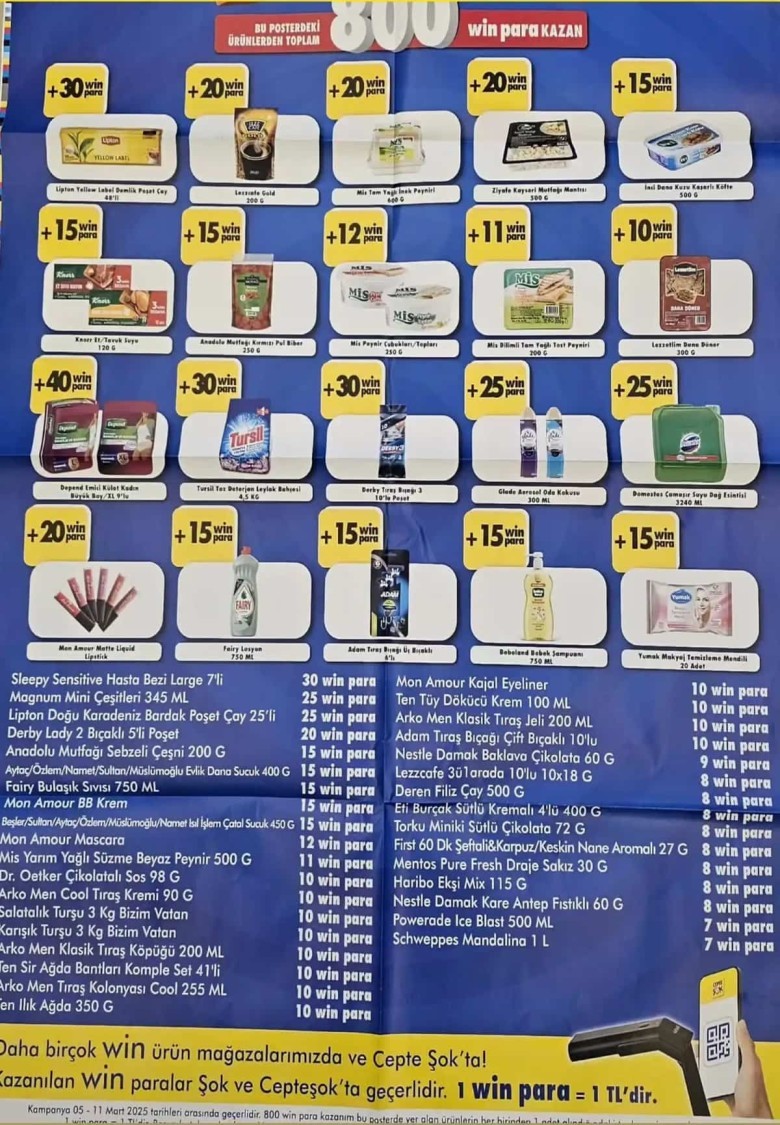 BU POSTERDEKİ
ÜRÜNLERDEN TOPLAM
800
win para KAZAN
+30 win para
+20 win para
+20 win para
+20 win para
+15 win para
Lipton Yellow Label Demlik Poşet Çay
48'li
Lezzcafe Gold
200 G
Mis Tam Yağlı İnek Peyniri
600 G
Ziyafe Kayseri Mutfağı Mantısı
500 G
İnci Dana Kuzu Kaşarlı Köfte
500 G
+15 win para
+15 win para
+12 win para
+11 win para
+10 win para
Knorr Et/Tavuk Suyu
120 G
Anadolu Mutfağı Kırmızı Pul Biber
250 G
Mis Peynir Çubukları/Topları
250 G
Mis Dilimli Tam Yağlı Tost Peyniri
200 G
Lezzetlim Dana Döner
300 G
+40 win para
+30 win para
+30 win para
+25 win para
+25 win para
Depend Emici Külot Kadın
Büyük Boy/XL 9'lu
Tursil Toz Deterjan Leylak Bahçesi
4,5 KG
Derby Tıraş Bıçağı 3
10'lu Poşet
Glade Aerosol Oda Kokusu
300 ML
Domestos Çamaşır Suyu Dağ Esintisi
3240 ML
+20 win para
+15 win para
+15 win para
+15 win para
+15 win para
Mon Amour Matte Liquid
Lipstick
Fairy Losyon
750 ML
Adam Tıraş Bıçağı Üç Bıçaklı
Bebeland Bebek Şampuanı
750 ML
Yumak Makyaj Temizleme Mendili
20 Adet
Sleepy Sensitive Hasta Bezi Large 7'li 30 win para
Magnum Mini Çeşitleri 345 ML 25 win para
Lipton Doğu Karadeniz Bardak Poşet Çay 25'li 25 win para
Derby Lady 2 Bıçaklı 5'li Poşet 20 win para
Anadolu Mutfağı Sebzeli Çeşni 200 G 15 win para
Aytaç/Özlem/Namet/Sultan/Müslümoğlu Evlik Dana Sucuk 400 G 15 win para
Fairy Bulaşık Sıvısı 750 ML 15 win para
Mon Amour BB Krem 15 win para
Beşler/Sultan/Aytaç/Özlem/Müslümoğlu/Namet Isıl İşlem Çatal Sucuk 450 G 15 win para
Mon Amour Mascara 12 win para
Mis Yarım Yağlı Süzme Beyaz Peynir 500 G 11 win para
Dr. Oetker Çikolatalı Sos 98 G 10 win para
Arko Men Cool Tıraş Kremi 90 G 10 win para
Salatalık Turşu 3 Kg Bizim Vatan 10 win para
Karışık Turşu 3 Kg Bizim Vatan 10 win para
Arko Men Klasik Tıraş Köpüğü 200 ML 10 win para
Ten Sir Ağda Bantları Komple Set 41'li 10 win para
Arko Men Tıraş Kolonyası Cool 255 ML 10 win para
Ten Ilık Ağda 350 G 10 win para
Mon Amour Kajal Eyeliner 10 win para
Ten Tüy Dökücü Krem 100 ML 10 win para
Arko Men Klasik Tıraş Jeli 200 ML 10 win para
Adam Tıraş Bıçağı Çift Bıçaklı 10'lu 10 win para
Nestle Damak Baklava Çikolata 60 G 9 win para
Lezzcafe 3ü1arada 10'lu 10x18 G 8 win para
Deren Filiz Çay 500 G 8 win para
Eti Burçak Sütlü Kremalı 4'lü 400 G 8 win para
Torku Miniki Sütlü Çikolata 72 G 8 win para
First 60 Dk Şeftali&Karpuz/Keskin Nane Aromalı 27 G 8 win para
Mentos Pure Fresh Draje Sakız 30 G 8 win para
Haribo Ekşi Mix 115 G 8 win para
Nestle Damak Kare Antep Fıstıklı 60 G 8 win para
Powerade Ice Blast 500 ML 7 win para
Schweppes Mandalina 1 L 7 win para
Daha birçok win ürün mağazalarımızda ve Cepte Şok'ta!
Kazanılan win paralar Şok ve Cepteşok'ta geçerlidir. 1 win para = 1 TL'dir.
Kampanya 05 - 11 Mart 2025 tarihleri arasında geçerlidir. 800 win para kazanım bu posterde yer alan ürünlerin her birinden 1 adet